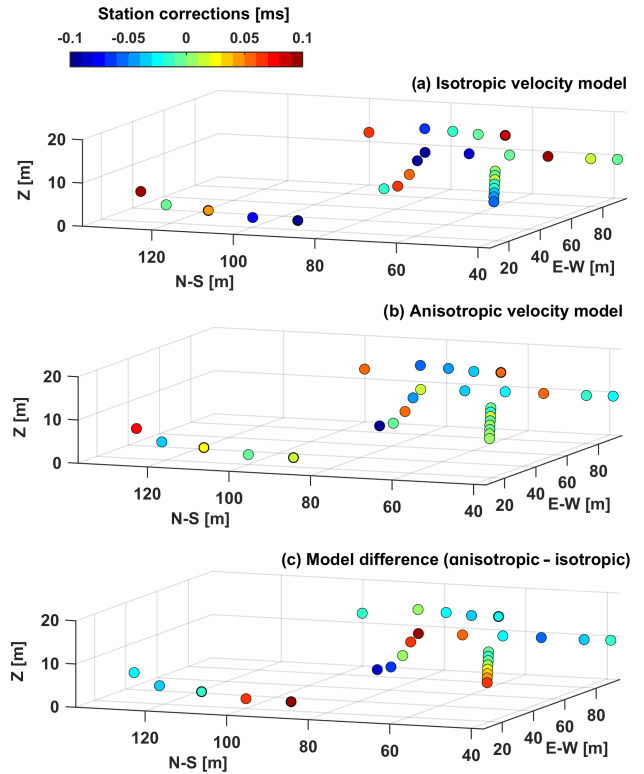 Station corrections [ms]
-0.1 -0.05 0 0.05 0.1
(a) Isotropic velocity model
20
10
0
Z [m]
120 100 80 60 40
N-S [m]
20 40 60 80
E-W [m]
(b) Anisotropic velocity model
20
10
0
Z [m]
120 100 80 60 40
N-S [m]
20 40 60 80
E-W [m]
(c) Model difference (anisotropic - isotropic)
20
10
0
Z [m]
120 100 80 60 40
N-S [m]
20 40 60 80
E-W [m]